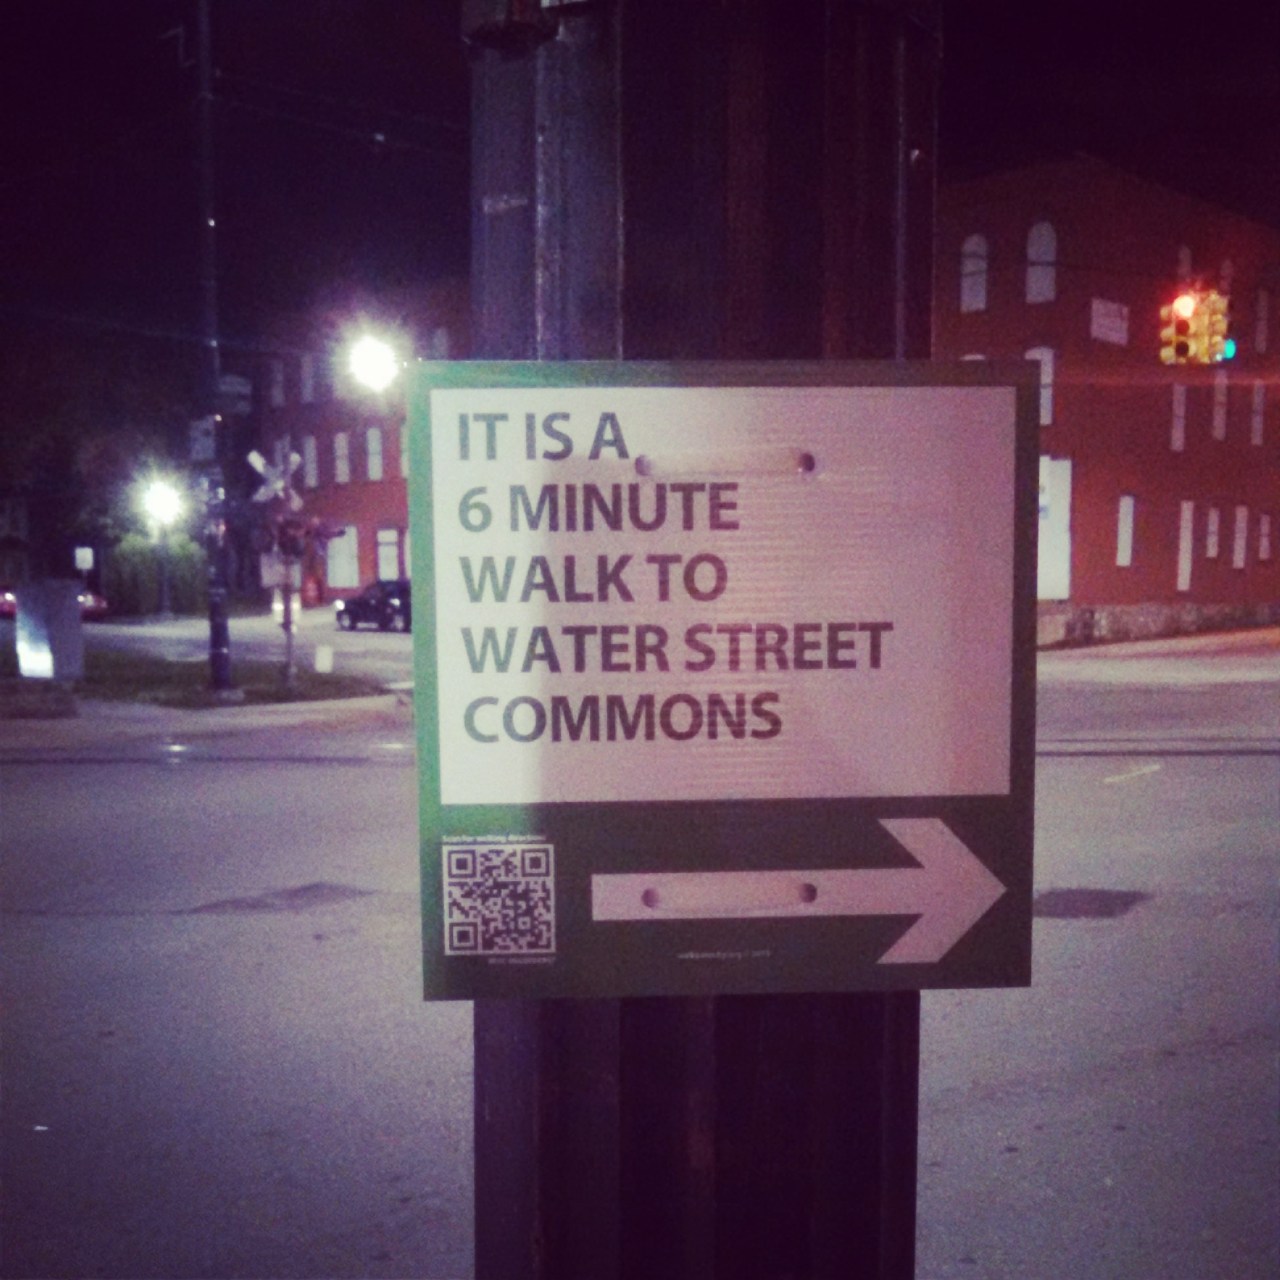 IT IS A
6 MINUTE
WALK TO
WATER STREET
COMMONS